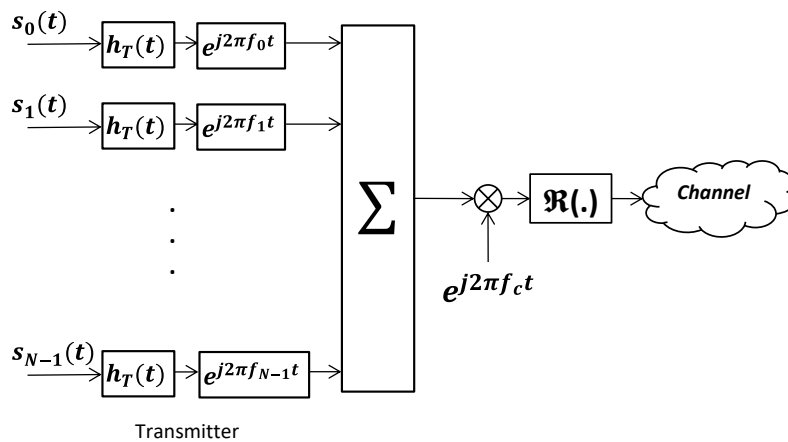 s_0(t)
h_T(t) e^{j2πf_0t}
s_1(t)
h_T(t) e^{j2πf_1t}
.
.
.
∑
ℜ(.)
Channel
e^{j2πf_ct}
s_{N−1}(t)
h_T(t) e^{j2πf_{N−1}t}
Transmitter